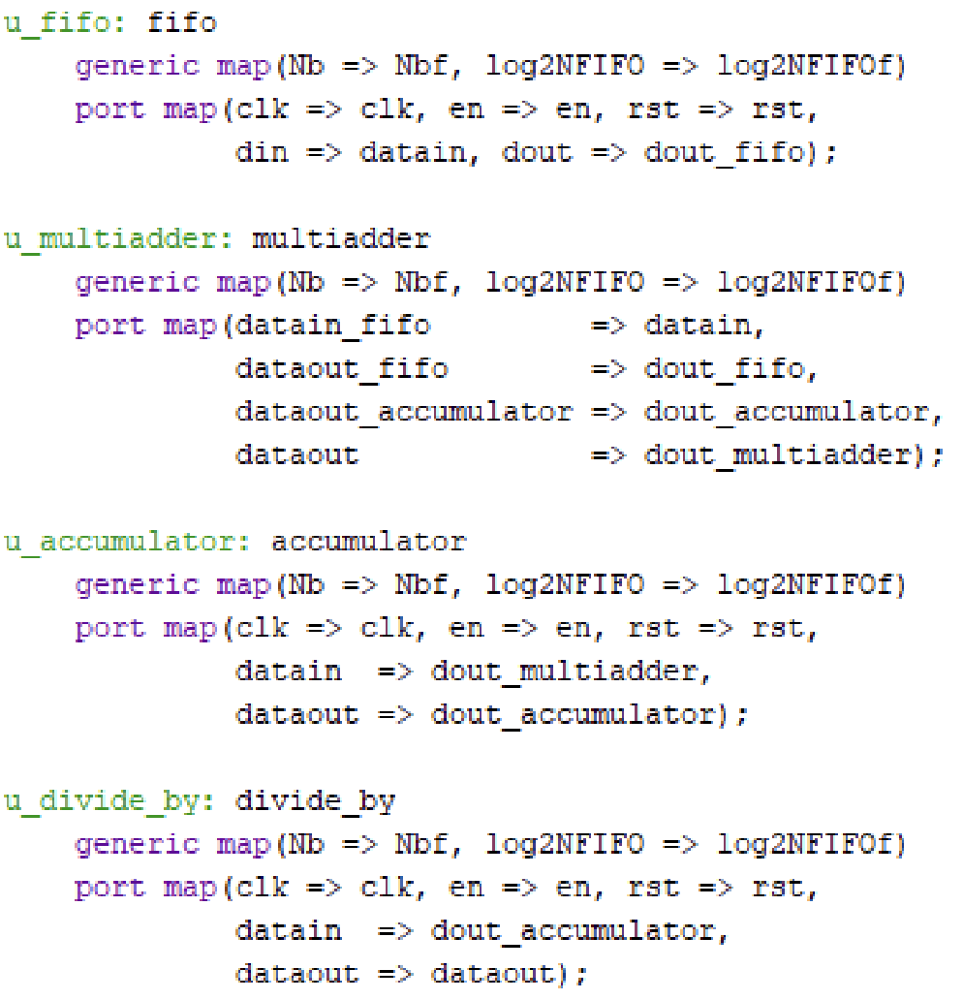 u_fifo: fifo
    generic map(Nb => Nbf, log2NFIFO => log2NFIFOf)
    port map(clk => clk, en => en, rst => rst,
             din => datain, dout => dout_fifo);

u_multiadder: multiadder
    generic map(Nb => Nbf, log2NFIFO => log2NFIFOf)
    port map(datain_fifo         => datain,
             dataout_fifo        => dout_fifo,
             dataout_accumulator => dout_accumulator,
             dataout             => dout_multiadder);

u_accumulator: accumulator
    generic map(Nb => Nbf, log2NFIFO => log2NFIFOf)
    port map(clk => clk, en => en, rst => rst,
             datain  => dout_multiadder,
             dataout => dout_accumulator);

u_divide_by: divide_by
    generic map(Nb => Nbf, log2NFIFO => log2NFIFOf)
    port map(clk => clk, en => en, rst => rst,
             datain  => dout_accumulator,
             dataout => dataout);